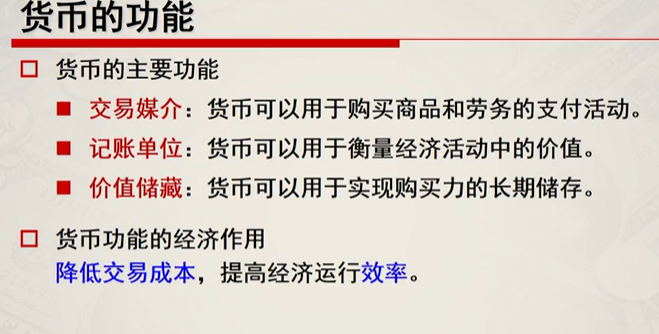 货币的功能
货币的主要功能
交易媒介：货币可以用于购买商品和劳务的支付活动。
记账单位：货币可以用于衡量经济活动中的价值。
价值储藏：货币可以用于实现购买力的长期储存。
货币功能的经济作用
降低交易成本，提高经济运行效率。